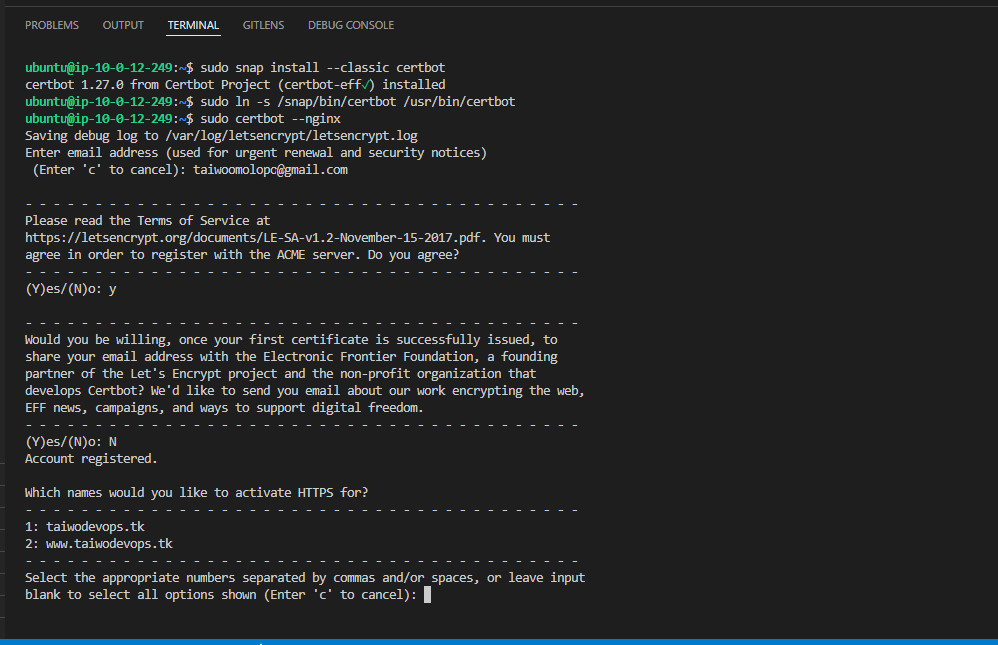 PROBLEMS OUTPUT TERMINAL GITLENS DEBUG CONSOLE
ubuntu@ip-10-0-12-249:~$ sudo snap install --classic certbot
certbot 1.27.0 from Certbot Project (certbot-eff✓) installed
ubuntu@ip-10-0-12-249:~$ sudo ln -s /snap/bin/certbot /usr/bin/certbot
ubuntu@ip-10-0-12-249:~$ sudo certbot --nginx
Saving debug log to /var/log/letsencrypt/letsencrypt.log
Enter email address (used for urgent renewal and security notices)
(Enter 'c' to cancel): taiwoomolopo@gmail.com
- - - - - - - - - - - - - - - - - - - - - - - - - - - - - - - - - - - - - - - -
Please read the Terms of Service at
https://letsencrypt.org/documents/LE-SA-v1.2-November-15-2017.pdf. You must
agree in order to register with the ACME server. Do you agree?
- - - - - - - - - - - - - - - - - - - - - - - - - - - - - - - - - - - - - - - -
(Y)es/(N)o: y
- - - - - - - - - - - - - - - - - - - - - - - - - - - - - - - - - - - - - - - -
Would you be willing, once your first certificate is successfully issued, to
share your email address with the Electronic Frontier Foundation, a founding
partner of the Let's Encrypt project and the non-profit organization that
develops Certbot? We'd like to send you email about our work encrypting the web,
EFF news, campaigns, and ways to support digital freedom.
- - - - - - - - - - - - - - - - - - - - - - - - - - - - - - - - - - - - - - - -
(Y)es/(N)o: N
Account registered.
Which names would you like to activate HTTPS for?
- - - - - - - - - - - - - - - - - - - - - - - - - - - - - - - - - - - - - - - -
1: taiwodevops.tk
2: www.taiwodevops.tk
- - - - - - - - - - - - - - - - - - - - - - - - - - - - - - - - - - - - - - - -
Select the appropriate numbers separated by commas and/or spaces, or leave input
blank to select all options shown (Enter 'c' to cancel):